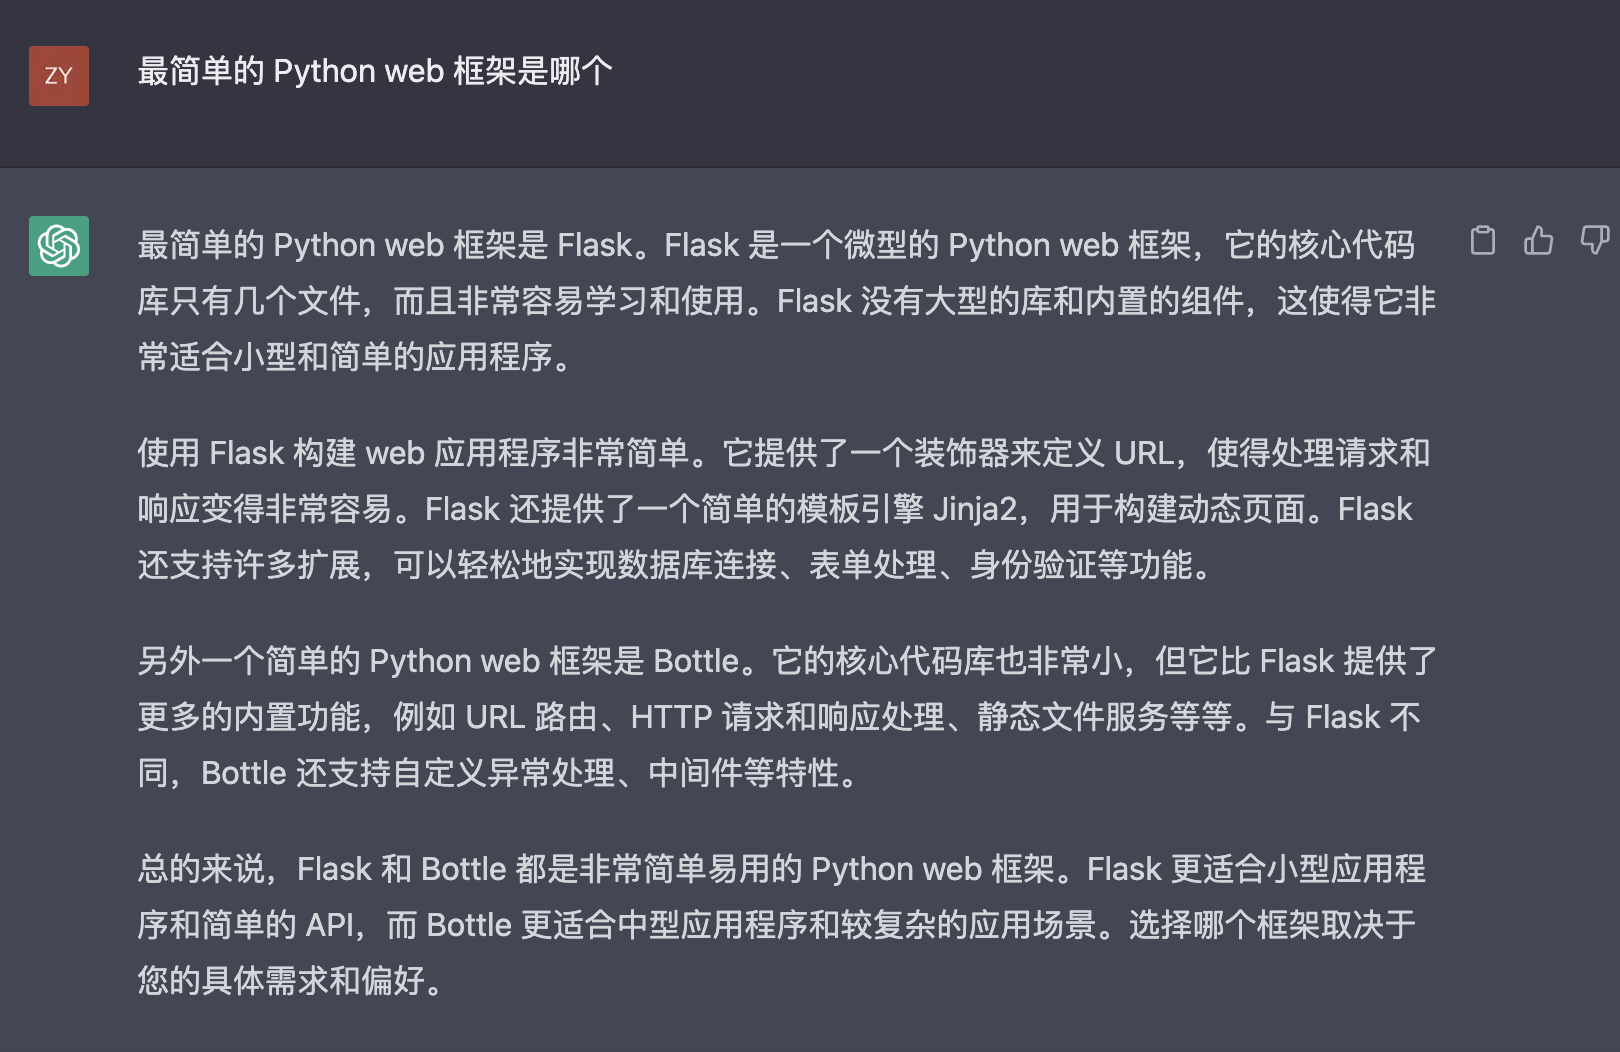 ZY
最简单的 Python web 框架是哪个
最简单的 Python web 框架是 Flask。Flask 是一个微型的 Python web 框架，它的核心代码
库只有几个文件，而且非常容易学习和使用。Flask 没有大型的库和内置的组件，这使得它非
常适合小型和简单的应用程序。
使用 Flask 构建 web 应用程序非常简单。它提供了一个装饰器来定义 URL，使得处理请求和
响应变得非常容易。Flask 还提供了一个简单的模板引擎 Jinja2，用于构建动态页面。Flask
还支持许多扩展，可以轻松地实现数据库连接、表单处理、身份验证等功能。
另外一个简单的 Python web 框架是 Bottle。它的核心代码库也非常小，但它比 Flask 提供了
更多的内置功能，例如 URL 路由、HTTP 请求和响应处理、静态文件服务等等。与 Flask 不
同，Bottle 还支持自定义异常处理、中间件等特性。
总的来说，Flask 和 Bottle 都是非常简单易用的 Python web 框架。Flask 更适合小型应用程
序和简单的 API，而 Bottle 更适合中型应用程序和较复杂的应用场景。选择哪个框架取决于
您的具体需求和偏好。